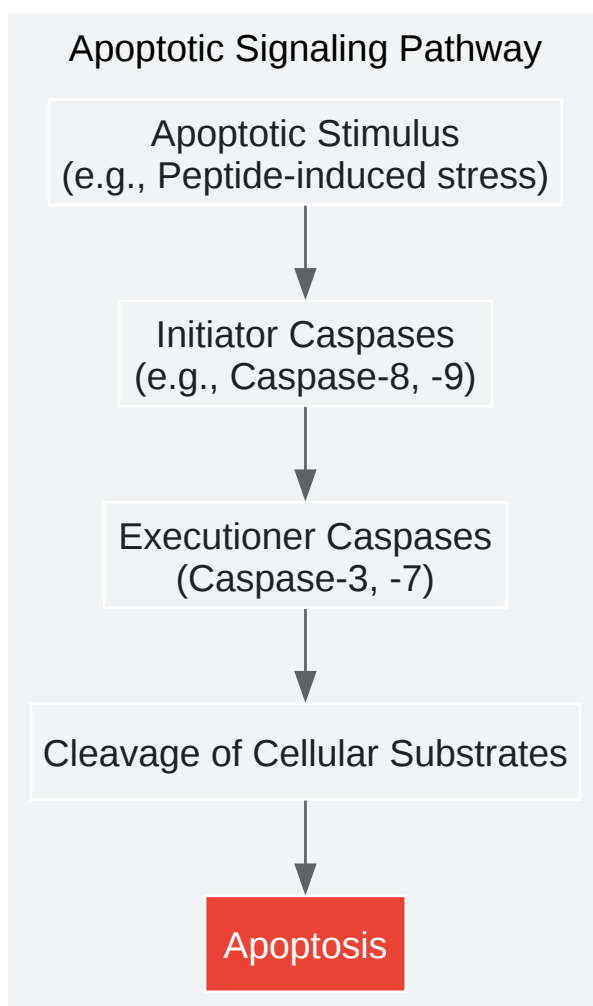 Apoptotic Signaling Pathway
Apoptotic Stimulus
(e.g., Peptide-induced stress)
Initiator Caspases
(e.g., Caspase-8, -9)
Executioner Caspases
(Caspase-3, -7)
Cleavage of Cellular Substrates
Apoptosis